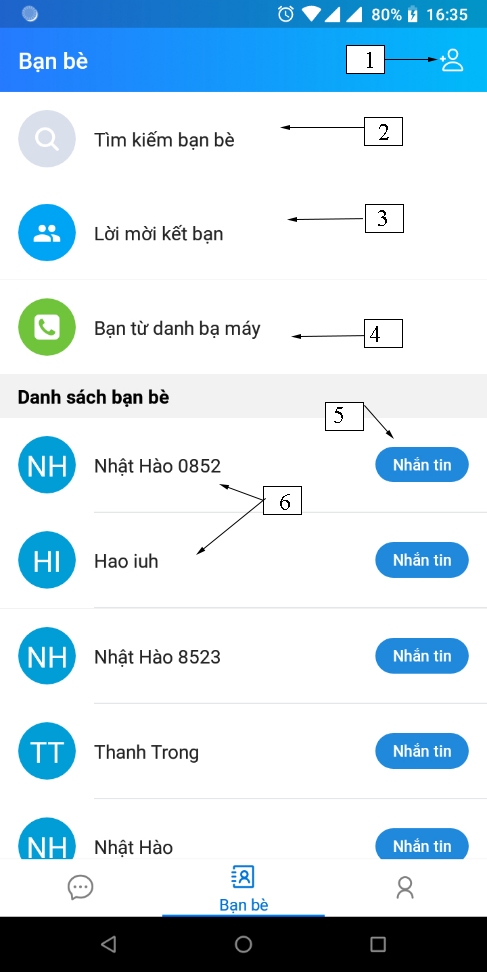 80% 16:35
Bạn bè 1
Tìm kiếm bạn bè 2
Lời mời kết bạn 3
Bạn từ danh bạ máy 4
Danh sách bạn bè
5
NH Nhật Hào 0852 Nhắn tin
6
HI Hao iuh Nhắn tin
NH Nhật Hào 8523 Nhắn tin
TT Thanh Trong Nhắn tin
NH Nhật Hào Nhắn tin
Bạn bè